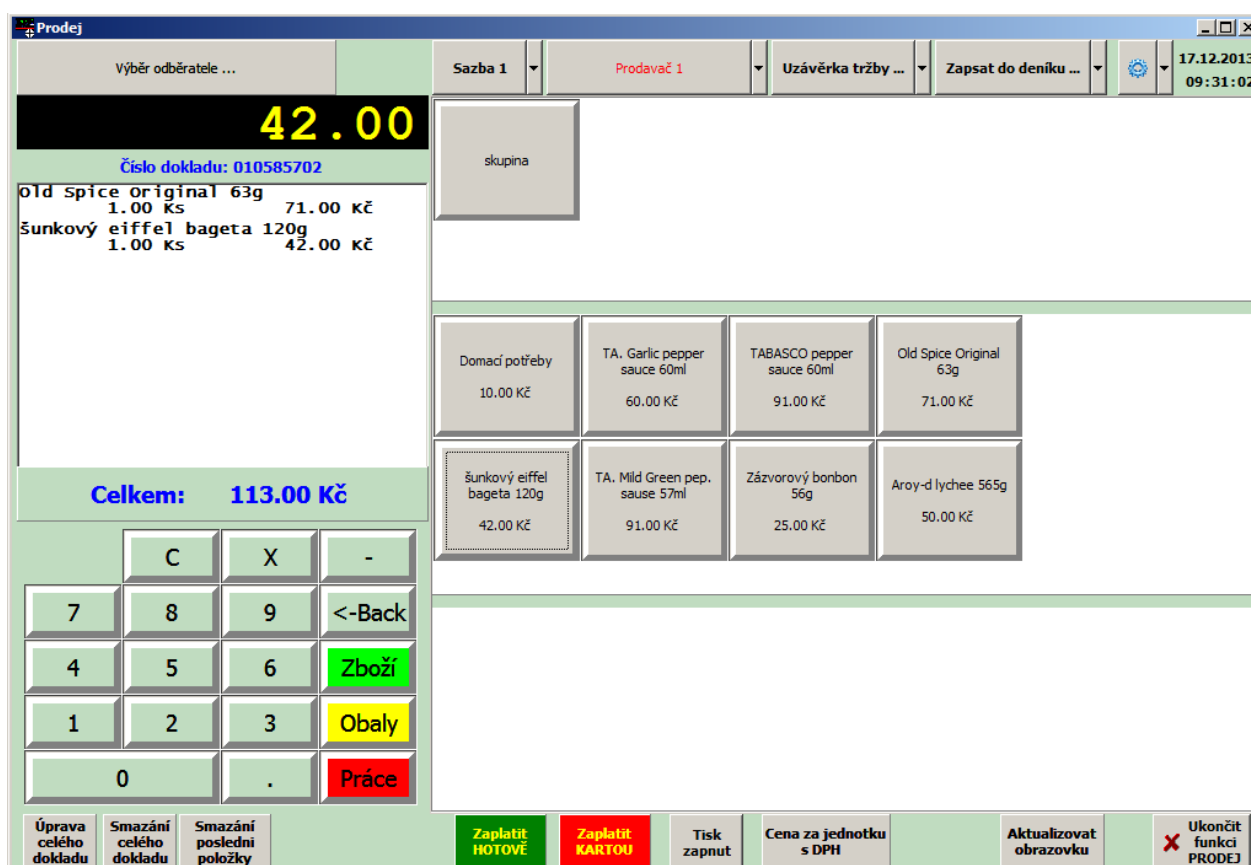 Prodej
Výběr odběratele ...
Sazba 1
Prodavač 1
Uzávěrka tržby ...
Zapsat do deníku ...
17.12.2013
09:31:02
42.00
Číslo dokladu: 010585702
Old Spice Original 63g
1.00 Ks 71.00 Kč
šunkový eiffel bageta 120g
1.00 Ks 42.00 Kč
Celkem: 113.00 Kč
skupina
Domací potřeby
10.00 Kč
TA. Garlic pepper
sauce 60ml
60.00 Kč
TABASCO pepper
sauce 60ml
91.00 Kč
Old Spice Original
63g
71.00 Kč
šunkový eiffel
bageta 120g
42.00 Kč
TA. Mild Green pep.
sause 57ml
91.00 Kč
Zázvorový bonbon
56g
25.00 Kč
Aroy-d lychee 565g
50.00 Kč
C X -
7 8 9 <-Back
4 5 6 Zboží
1 2 3 Obaly
0 . Práce
Úprava
celého
dokladu
Smazání
celého
dokladu
Smazání
poslední
položky
Zaplatit
HOTOVĚ
Zaplatit
KARTOU
Tisk
zapnut
Cena za jednotku
s DPH
Aktualizovat
obrazovku
Ukončit
funkci
PRODEJ